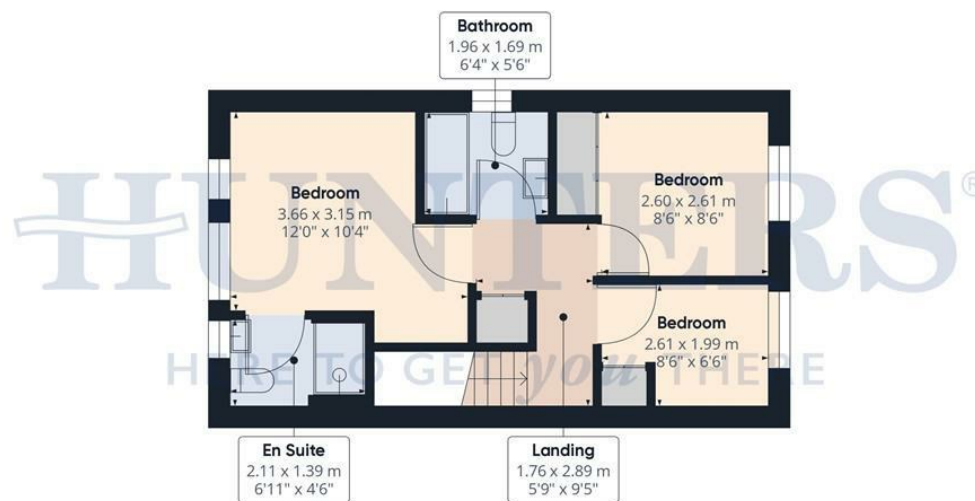 Bathroom
1.96 x 1.69 m
6'4" x 5'6"
Bedroom
3.66 x 3.15 m
12'0" x 10'4"
Bedroom
2.60 x 2.61 m
8'6" x 8'6"
HUNTERS®
Bedroom
2.61 x 1.99 m
8'6" x 6'6"
HERE TO GET you THERE
En Suite
2.11 x 1.39 m
6'11" x 4'6"
Landing
1.76 x 2.89 m
5'9" x 9'5"